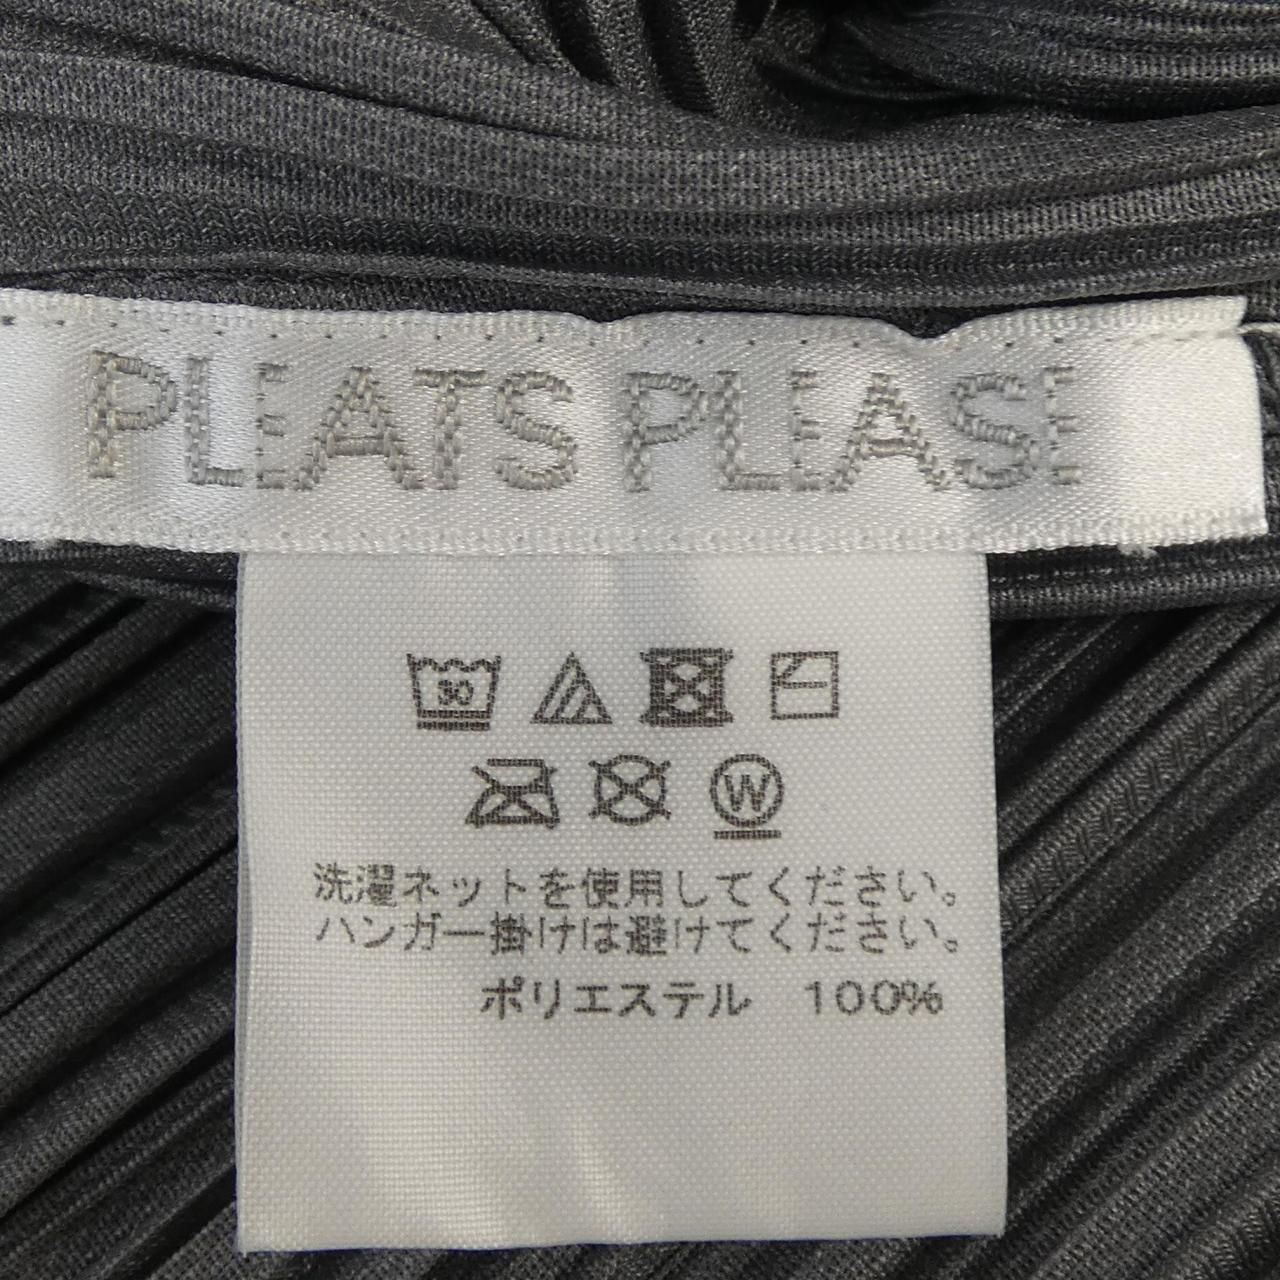 PLEATS PLEASE
30
W
洗濯ネットを使用してください。
ハンガー掛けは避けてください。
ポリエステル 100%